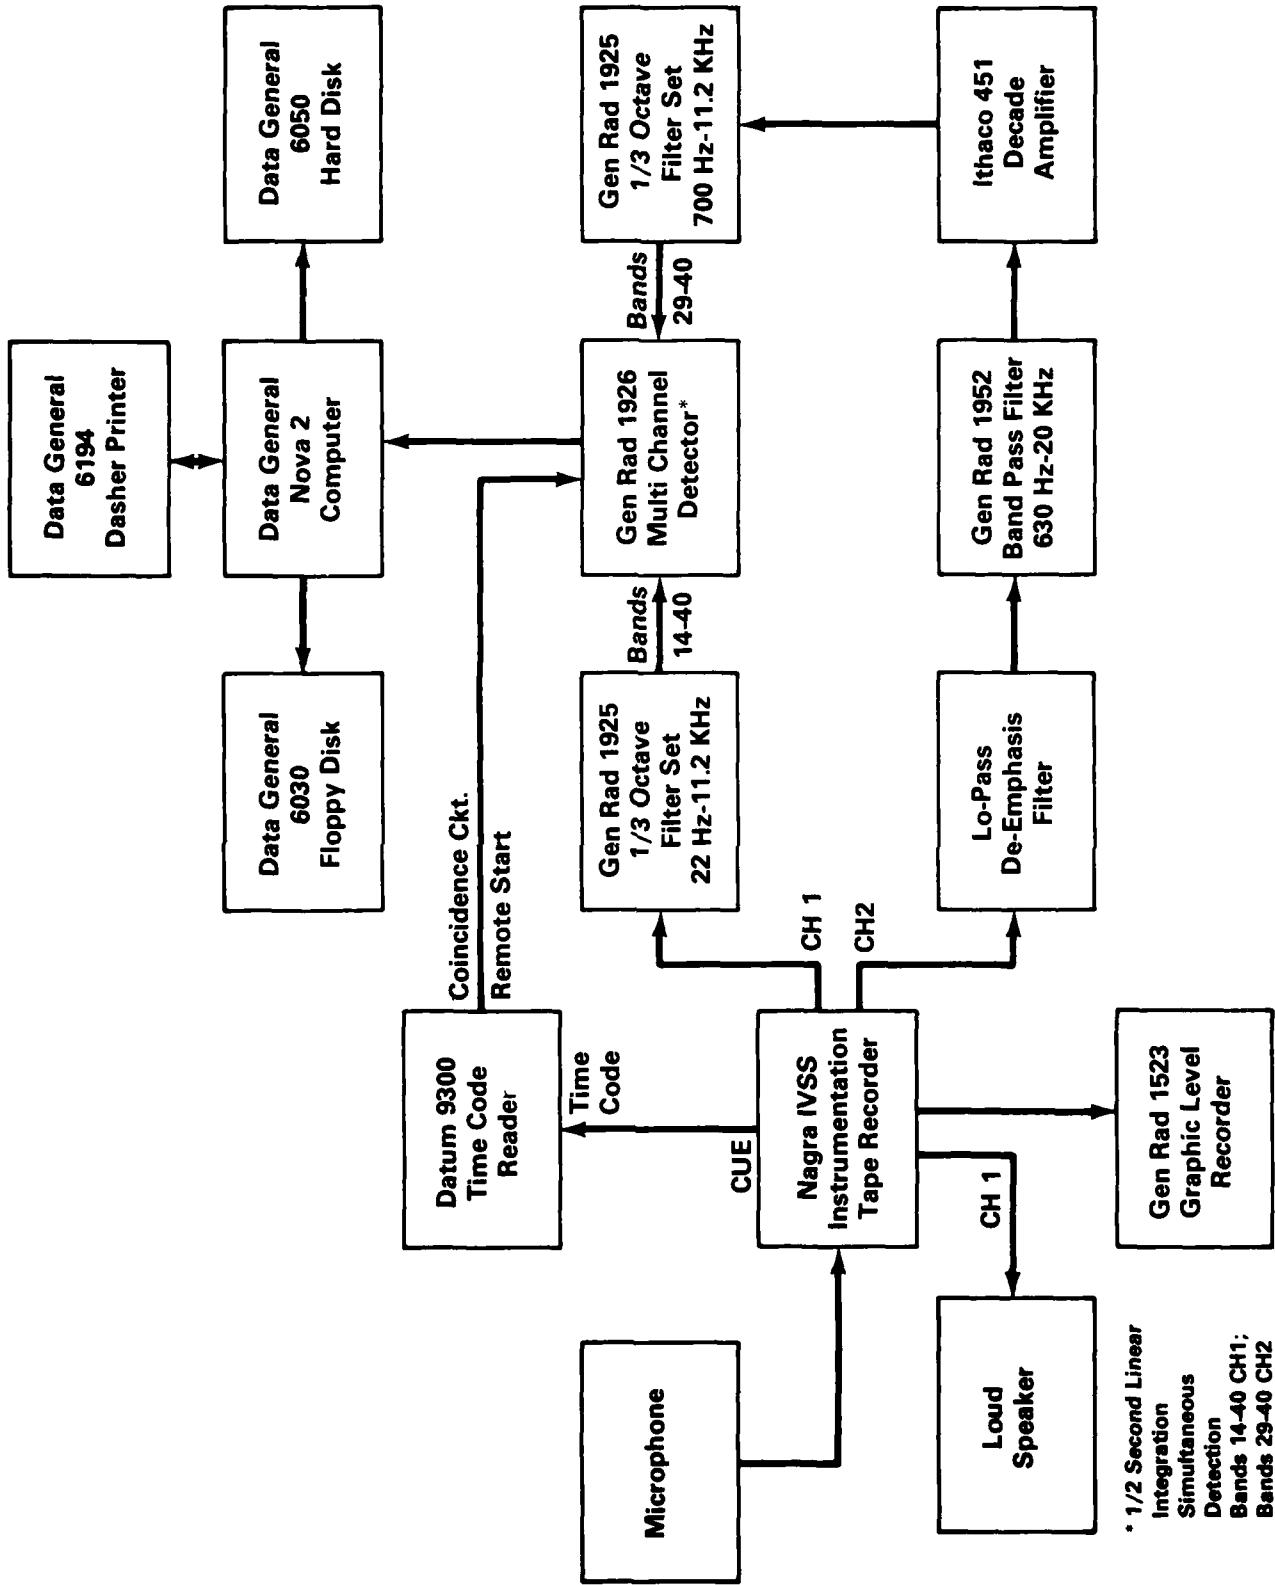 Data General
6194
Dasher Printer
Data General
6030
Floppy Disk
Data General
Nova 2
Computer
Data General
6050
Hard Disk
Datum 9300
Time Code
Reader
Coincidence Ckt.
Remote Start
Time
Code
CUE
Microphone
Nagra IVSS
Instrumentation
Tape Recorder
CH 1
CH2
Gen Rad 1925
1/3 Octave
Filter Set
22 Hz-11.2 KHz
Bands
14-40
Gen Rad 1926
Multi Channel
Detector*
Bands
29-40
Gen Rad 1925
1/3 Octave
Filter Set
700 Hz-11.2 KHz
Loud
Speaker
CH 1
Lo-Pass
De-Emphasis
Filter
Gen Rad 1952
Band Pass Filter
630 Hz-20 KHz
Ithaco 451
Decade
Amplifier
Gen Rad 1523
Graphic Level
Recorder
* 1/2 Second Linear
Integration
Simultaneous
Detection
Bands 14-40 CH1;
Bands 29-40 CH2